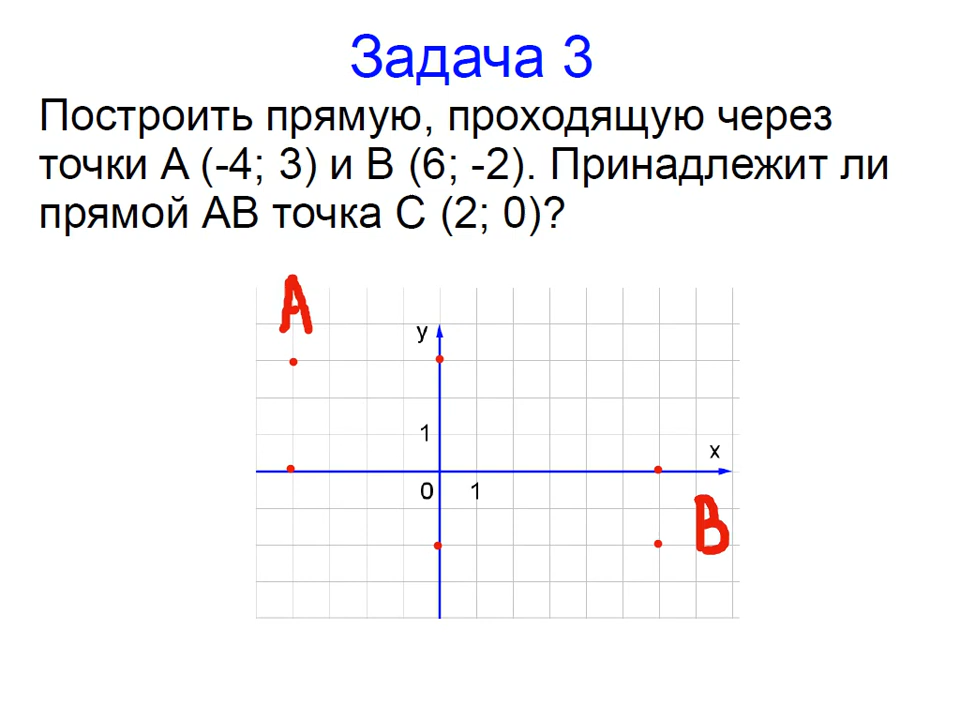 Задача 3
Построить прямую, проходящую через
точки А (-4; 3) и В (6; -2). Принадлежит ли
прямой АВ точка С (2; 0)?
А
y
1
x
0 1
В